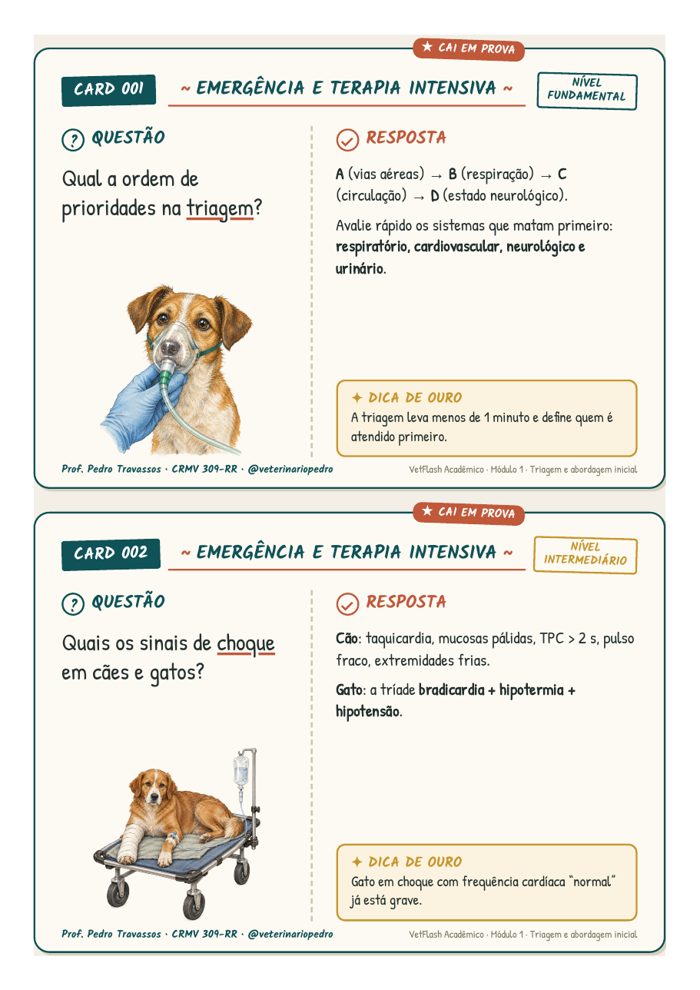 ★ CAI EM PROVA
CARD 001
~ EMERGÊNCIA E TERAPIA INTENSIVA ~
NÍVEL
FUNDAMENTAL
? QUESTÃO
Qual a ordem de
prioridades na triagem?
RESPOSTA
A (vias aéreas) → B (respiração) → C
(circulação) → D (estado neurológico).
Avalie rápido os sistemas que matam primeiro:
respiratório, cardiovascular, neurológico e
urinário.
✦ DICA DE OURO
A triagem leva menos de 1 minuto e define quem é
atendido primeiro.
Prof. Pedro Travassos · CRMV 309-RR · @veterinariopedro
VetFlash Acadêmico · Módulo 1 · Triagem e abordagem inicial
★ CAI EM PROVA
CARD 002
~ EMERGÊNCIA E TERAPIA INTENSIVA ~
NÍVEL
INTERMEDIÁRIO
? QUESTÃO
Quais os sinais de choque
em cães e gatos?
RESPOSTA
Cão: taquicardia, mucosas pálidas, TPC > 2 s, pulso
fraco, extremidades frias.
Gato: a tríade bradicardia + hipotermia +
hipotensão.
✦ DICA DE OURO
Gato em choque com frequência cardíaca "normal"
já está grave.
Prof. Pedro Travassos · CRMV 309-RR · @veterinariopedro
VetFlash Acadêmico · Módulo 1 · Triagem e abordagem inicial